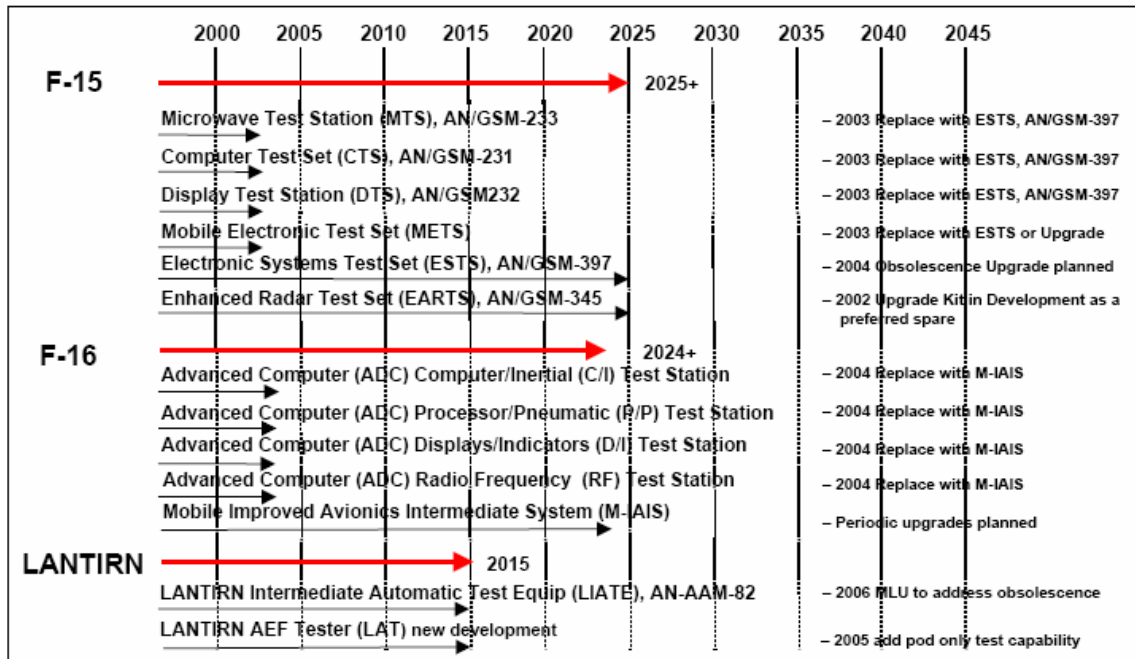 2000 2005 2010 2015 2020 2025 2030 2035 2040 2045
F-15
2025+
Microwave Test Station (MTS), AN/GSM-233
– 2003 Replace with ESTS, AN/GSM-397
Computer Test Set (CTS), AN/GSM-231
– 2003 Replace with ESTS, AN/GSM-397
Display Test Station (DTS), AN/GSM232
– 2003 Replace with ESTS, AN/GSM-397
Mobile Electronic Test Set (METS)
– 2003 Replace with ESTS or Upgrade
Electronic Systems Test Set (ESTS), AN/GSM-397
– 2004 Obsolescence Upgrade planned
Enhanced Radar Test Set (EARTS), AN/GSM-345
– 2002 Upgrade Kit in Development as a
preferred spare
F-16
2024+
Advanced Computer (ADC) Computer/Inertial (C/I) Test Station
– 2004 Replace with M-IAIS
Advanced Computer (ADC) Processor/Pneumatic (P/P) Test Station
– 2004 Replace with M-IAIS
Advanced Computer (ADC) Displays/Indicators (D/I) Test Station
– 2004 Replace with M-IAIS
Advanced Computer (ADC) Radio Frequency (RF) Test Station
– 2004 Replace with M-IAIS
Mobile Improved Avionics Intermediate System (M-IAIS)
– Periodic upgrades planned
LANTIRN
2015
LANTIRN Intermediate Automatic Test Equip (LIATE), AN-AAM-82
– 2006 MLU to address obsolescence
LANTIRN AEF Tester (LAT) new development
– 2005 add pod only test capability